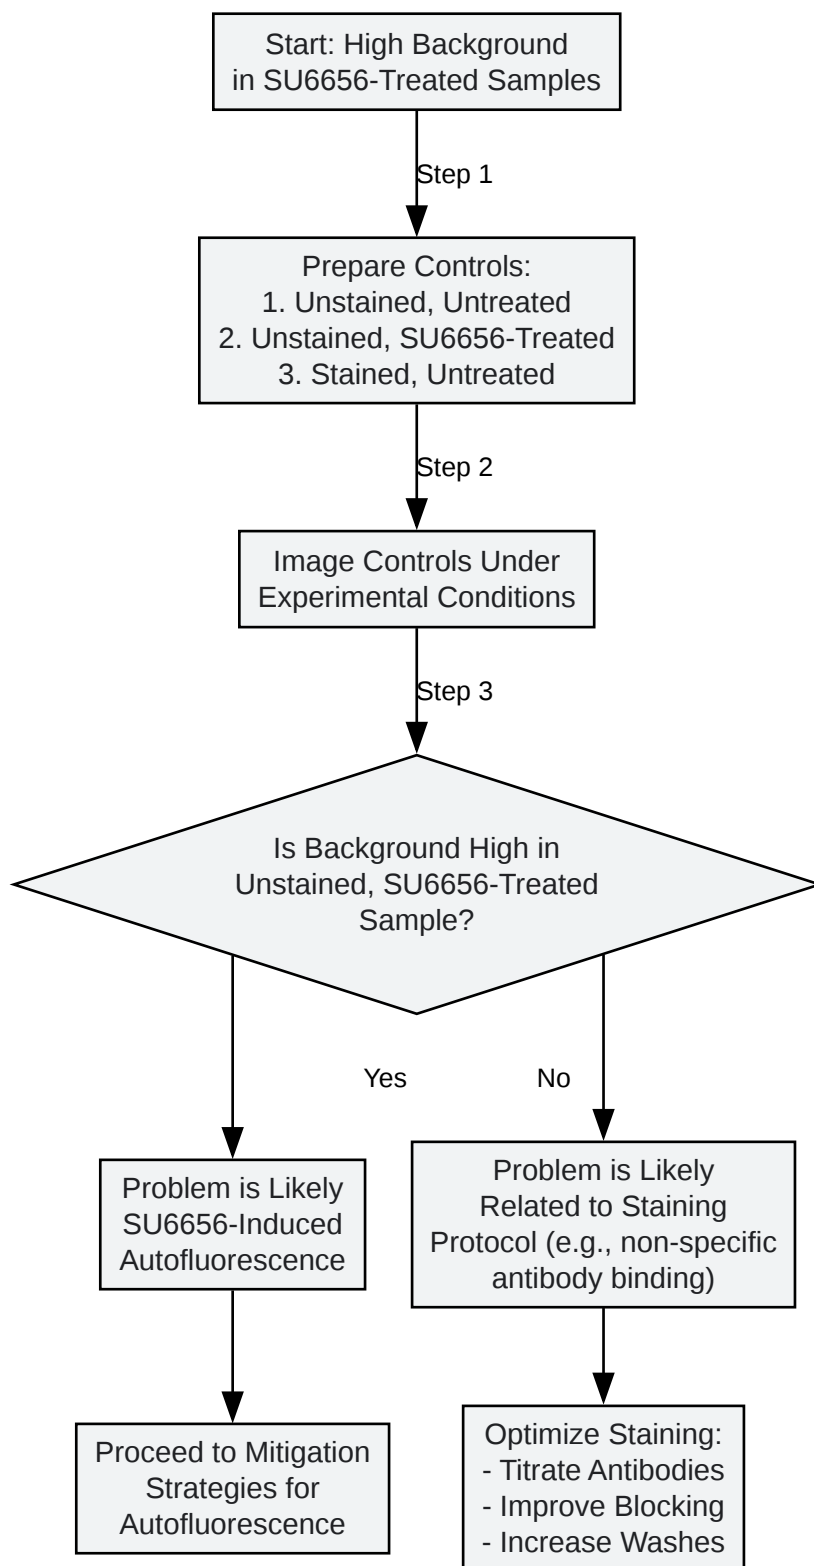 Start: High Background
in SU6656-Treated Samples
Step 1
Prepare Controls:
1. Unstained, Untreated
2. Unstained, SU6656-Treated
3. Stained, Untreated
Step 2
Image Controls Under
Experimental Conditions
Step 3
Is Background High in
Unstained, SU6656-Treated
Sample?
Yes
No
Problem is Likely
SU6656-Induced
Autofluorescence
Problem is Likely
Related to Staining
Protocol (e.g., non-specific
antibody binding)
Proceed to Mitigation
Strategies for
Autofluorescence
Optimize Staining:
- Titrate Antibodies
- Improve Blocking
- Increase Washes